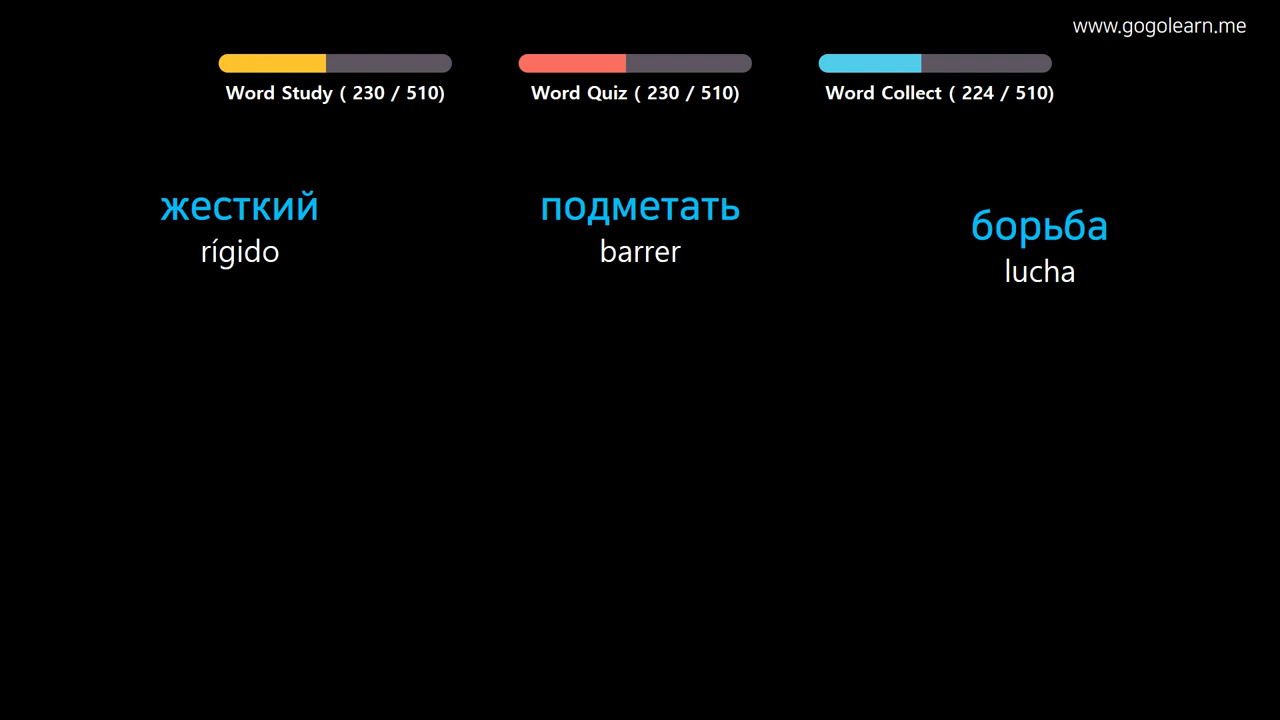 www.gogolearn.me
Word Study ( 230 / 510)
Word Quiz ( 230 / 510)
Word Collect ( 224 / 510)
жесткий
rígido
подметать
barrer
борьба
lucha